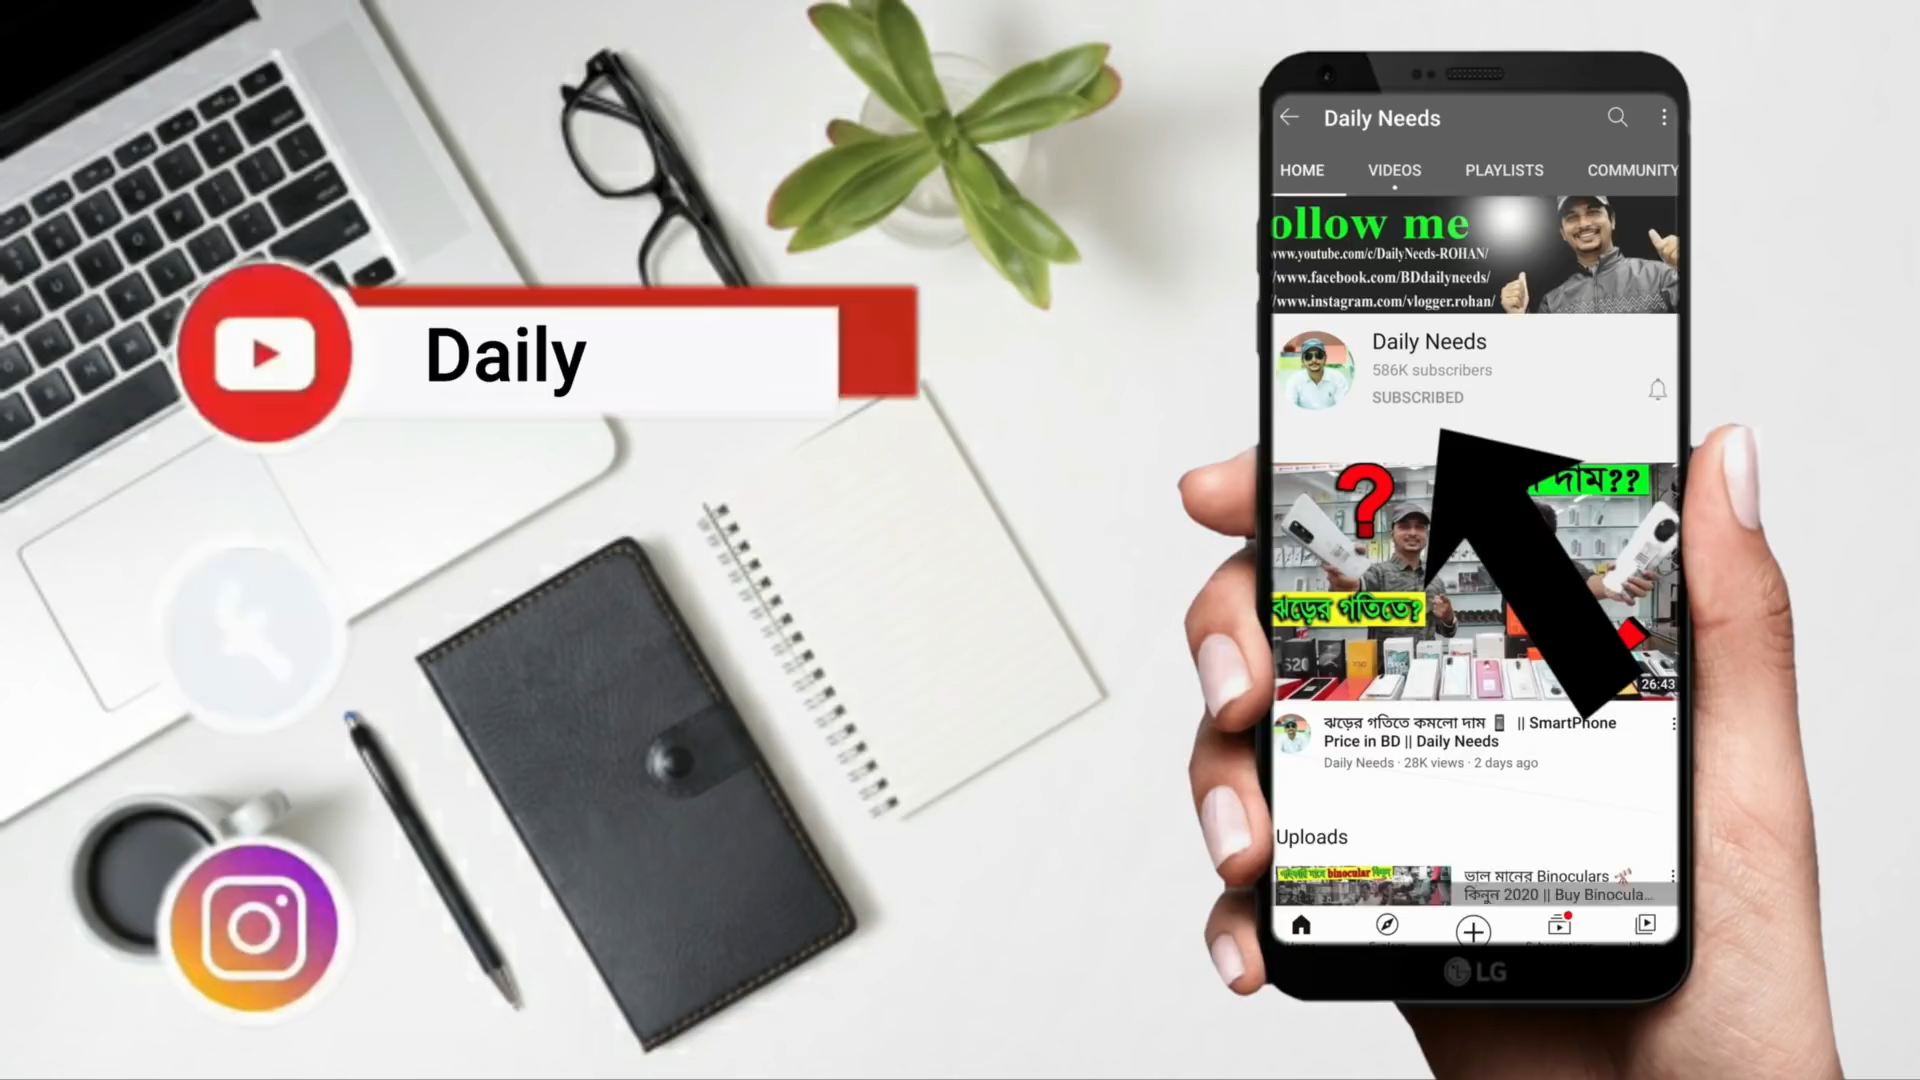 Daily
Daily Needs
HOME VIDEOS PLAYLISTS COMMUNITY
ollow me
www.youtube.com/c/DailyNeeds-ROHAN/
/www.facebook.com/BDdailyneeds/
/www.instagram.com/vlogger.rohan/
Daily Needs
586K subscribers
SUBSCRIBED
?
দাম??
ঝড়ের গতিতে?
S20
26:43
ঝড়ের গতিতে কমলো দাম 📱 || SmartPhone
Price in BD || Daily Needs
Daily Needs · 28K views · 2 days ago
Uploads
binocular কিনুন
ভাল মানের Binoculars 🔭
কিনুন 2020 || Buy Binocula...
LG